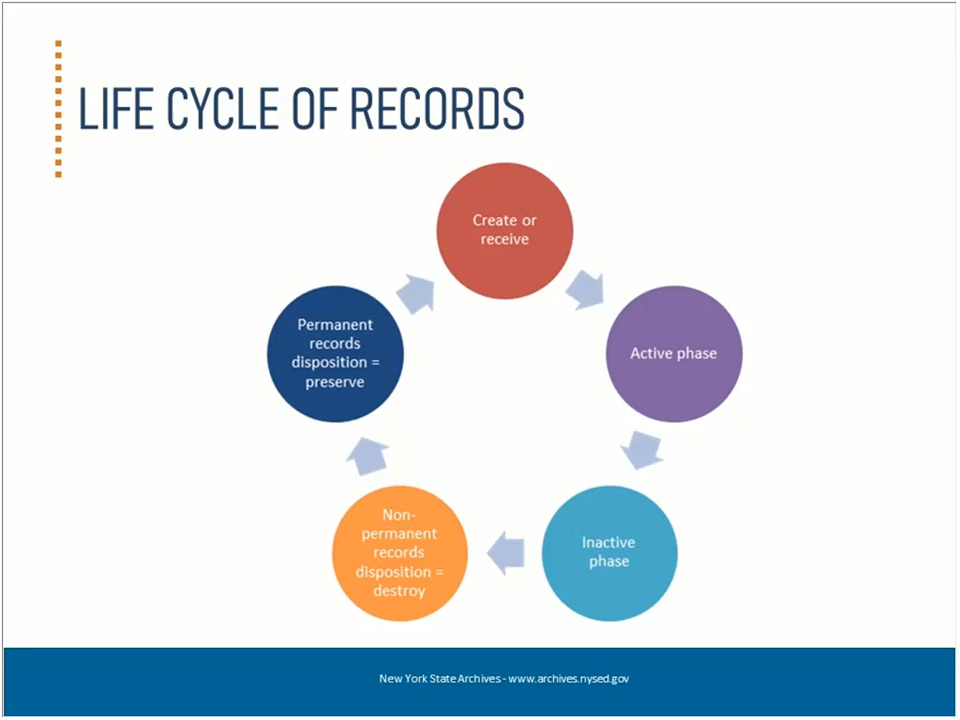 LIFE CYCLE OF RECORDS
Create or
receive
Active phase
Inactive
phase
Non-
permanent
records
disposition =
destroy
Permanent
records
disposition =
preserve
New York State Archives - www.archives.nysed.gov